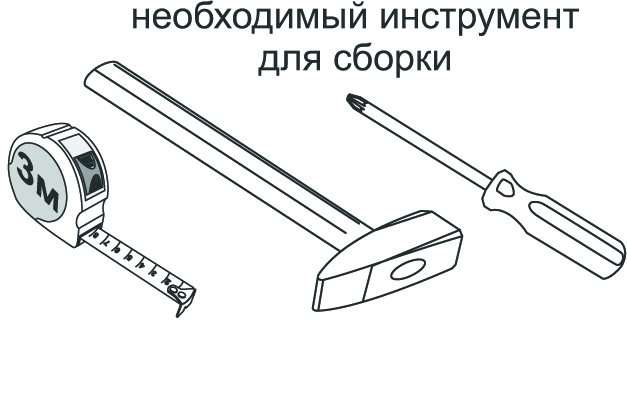 необходимый инструмент
для сборки
3м